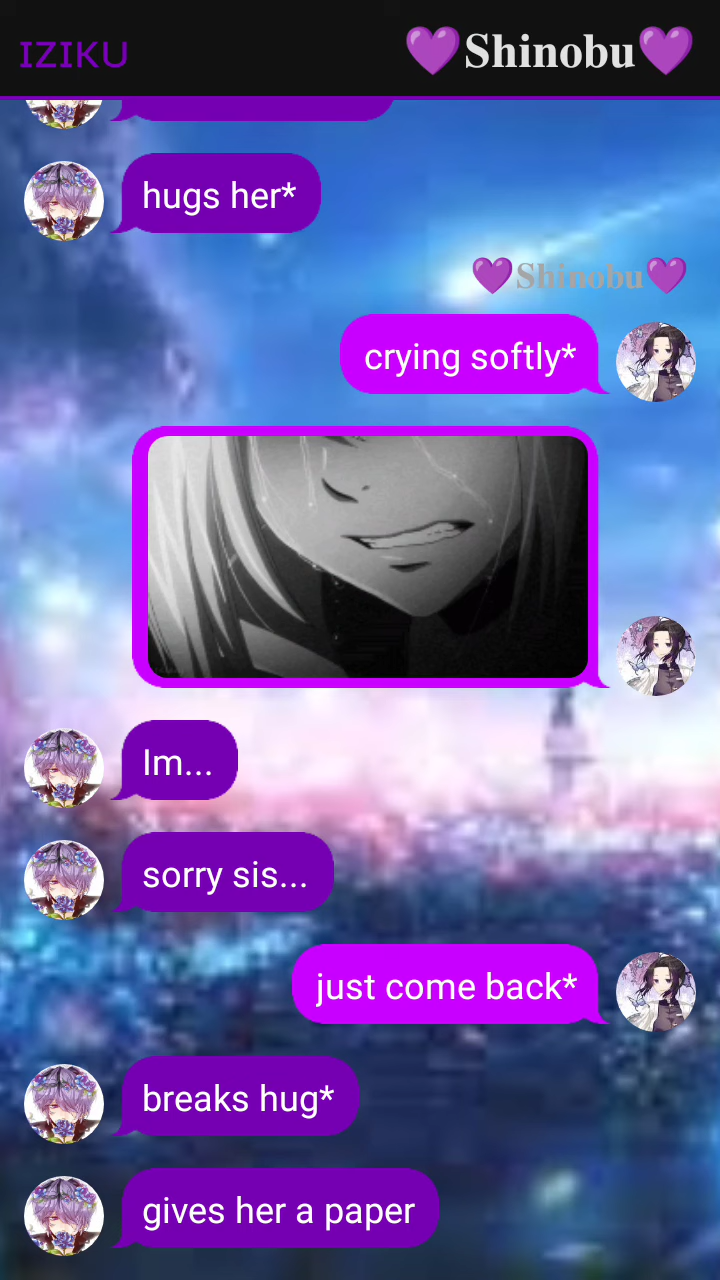 IZIKU
💜Shinobu💜
hugs her*
💜Shinobu💜
crying softly*
Im...
sorry sis...
just come back*
breaks hug*
gives her a paper